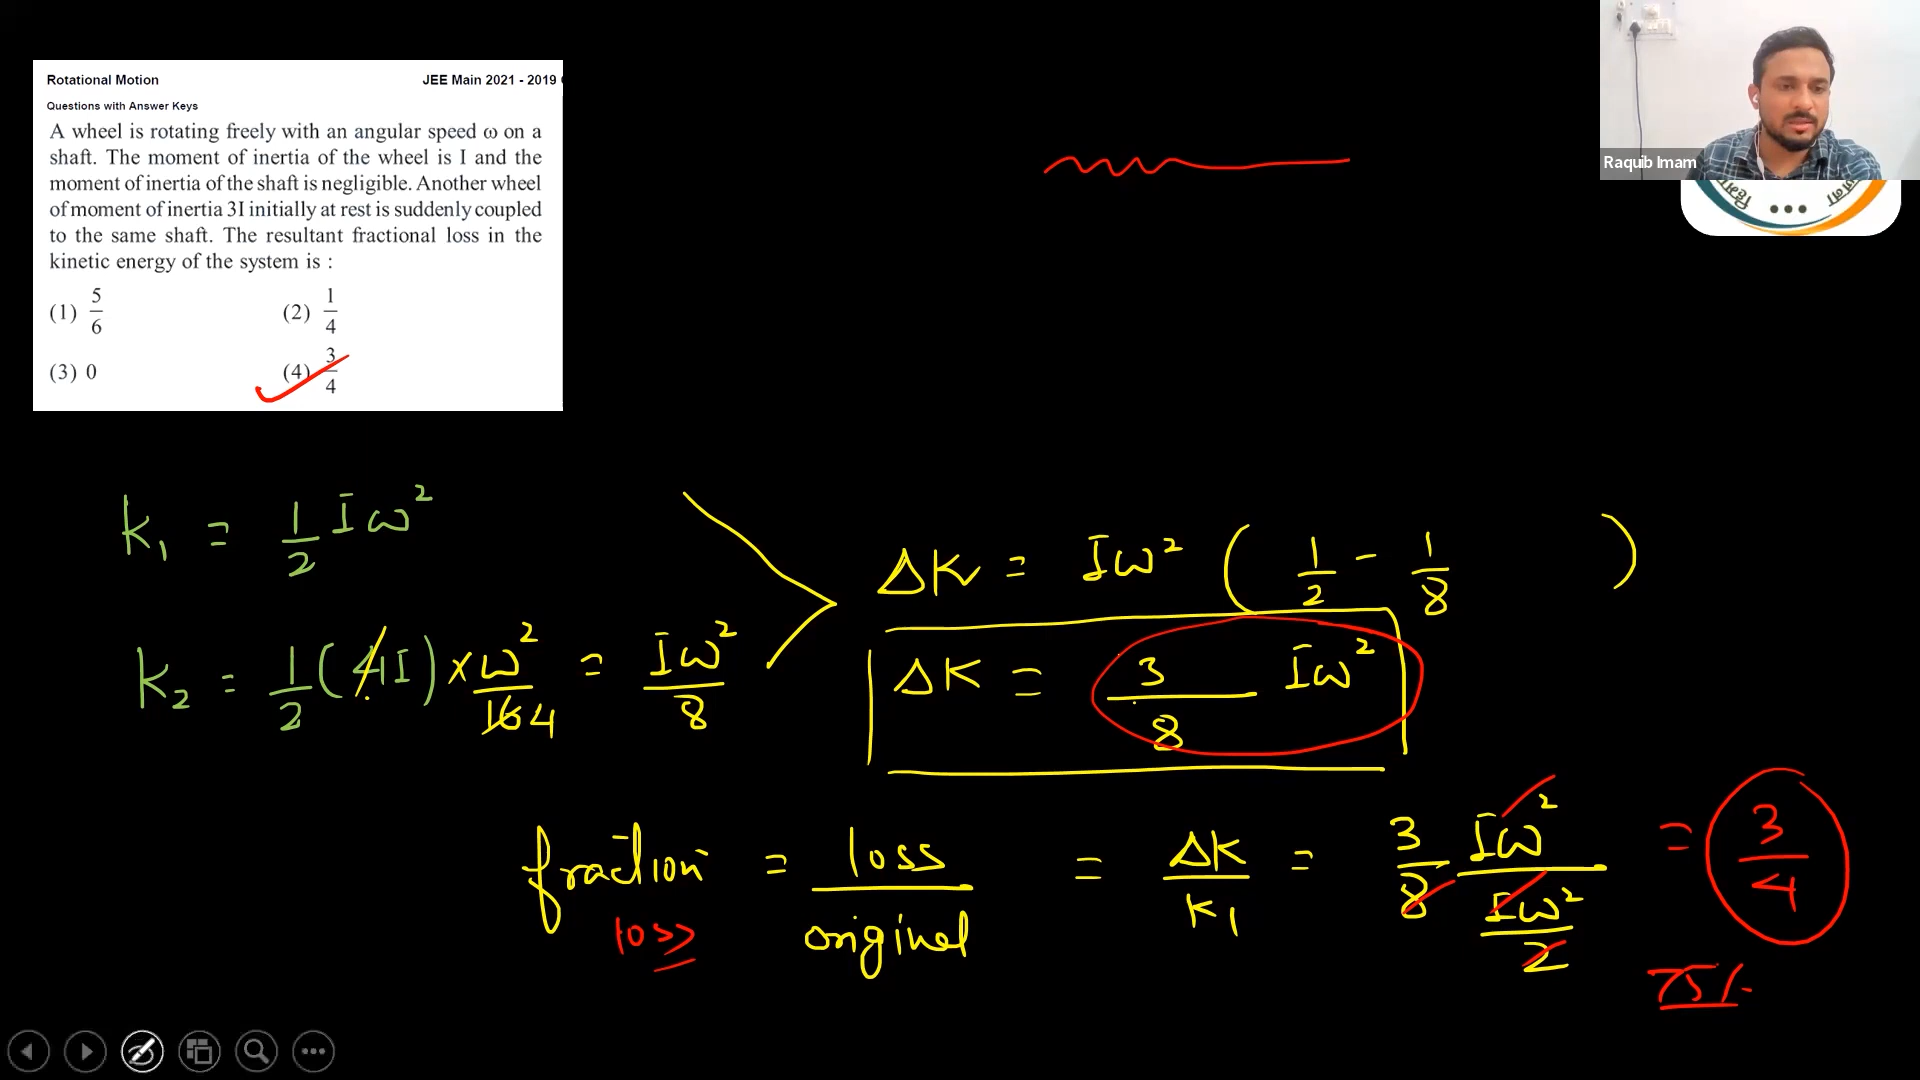 Rotational Motion JEE Main 2021 - 2019
Questions with Answer Keys
A wheel is rotating freely with an angular speed ω on a
shaft. The moment of inertia of the wheel is I and the
moment of inertia of the shaft is negligible. Another wheel
of moment of inertia 3I initially at rest is suddenly coupled
to the same shaft. The resultant fractional loss in the
kinetic energy of the system is :
(1) 5/6 (2) 1/4
(3) 0 (4) 3/4
Raquib Imam
K₁ = 1/2 Iω²
K₂ = 1/2 (4I) × ω²/16 4 = Iω²/8
ΔK = Iω² ( 1/2 - 1/8 )
ΔK = 3/8 Iω²
fraction loss = loss/original = ΔK/K₁ = 3/8 Iω²/(Iω²/2) = 3/4
75%